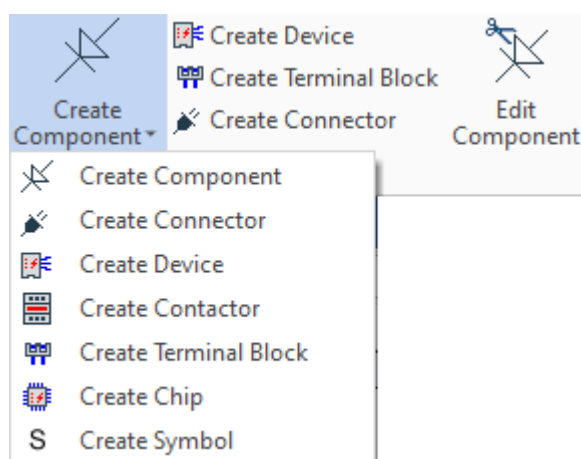 Create
Component
Create Device
Create Terminal Block
Create Connector
Edit
Component
Create Component
Create Connector
Create Device
Create Contactor
Create Terminal Block
Create Chip
S Create Symbol